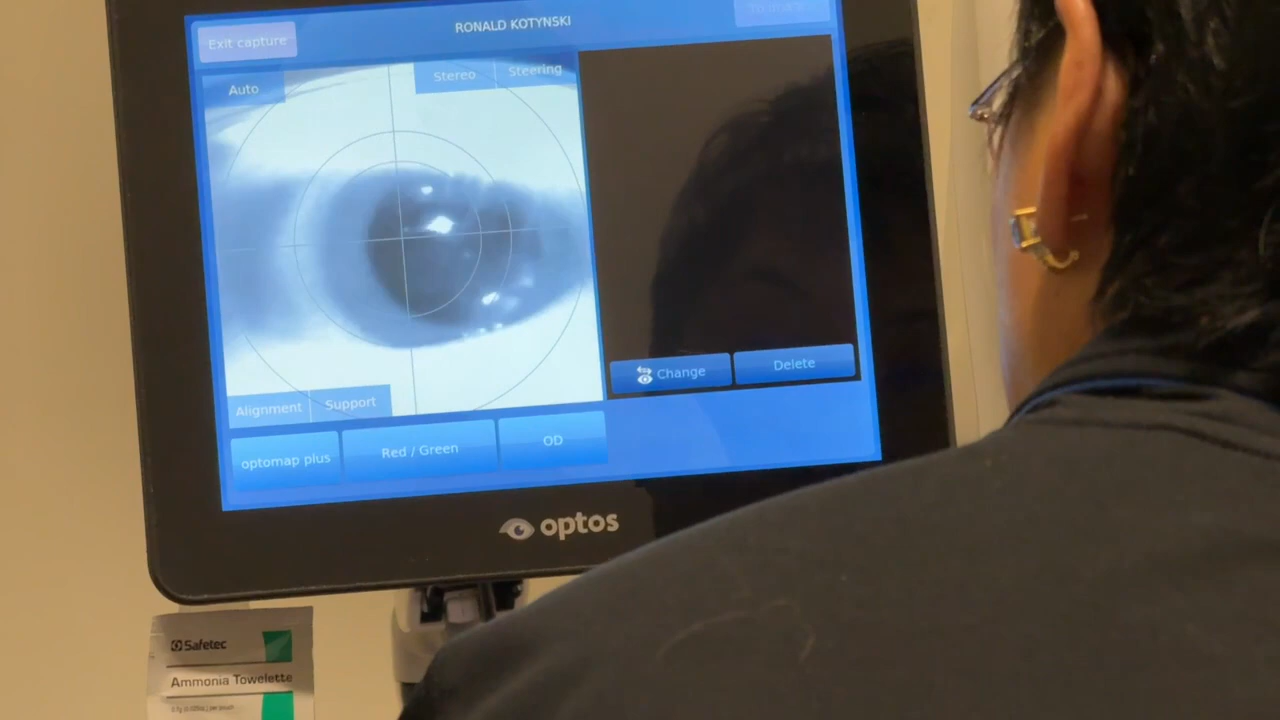 RONALD KOTYNSKI
Exit capture
Auto
Stereo
Steering
Change
Delete
Alignment
Support
optomap plus
Red / Green
OD
optos
Safetec
Ammonia Towelette